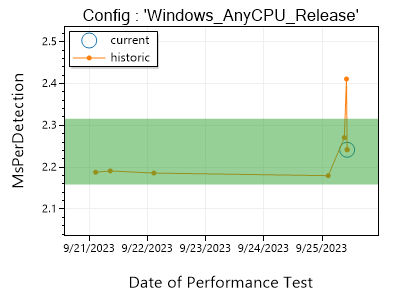 Config : 'Windows_AnyCPU_Release'
current
historic
MsPerDetection
2.5
2.4
2.3
2.2
2.1
9/21/2023 9/22/2023 9/23/2023 9/24/2023 9/25/2023
Date of Performance Test